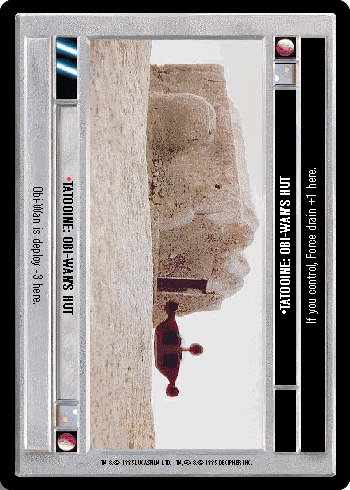 •TATOOINE: OBI-WAN'S HUT
Obi-Wan is deploy -3 here.
•TATOOINE: OBI-WAN'S HUT
If you control, Force drain +1 here.
TM & © 1995 LUCASFILM LTD. TM, ® & © 1995 DECIPHER INC.